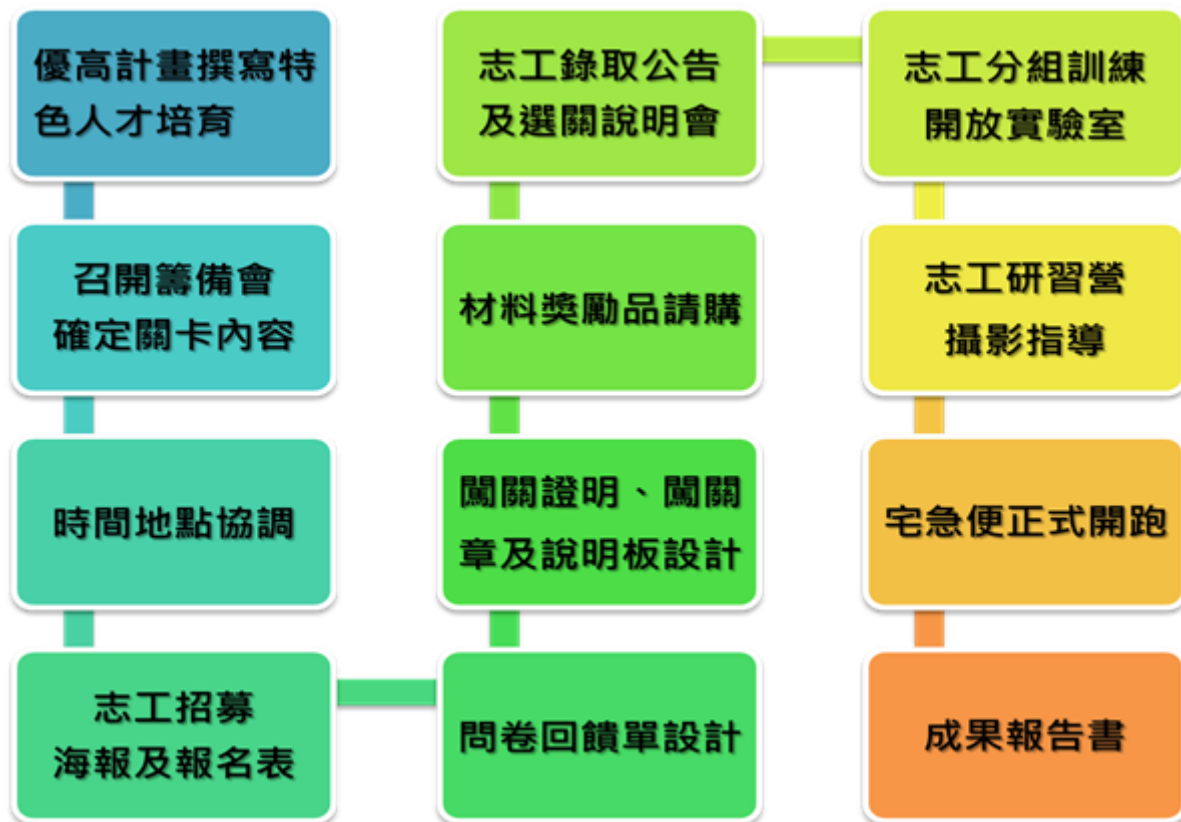 優高計畫撰寫特
色人才培育
召開籌備會
確定關卡內容
時間地點協調
志工招募
海報及報名表
問卷回饋單設計
闖關證明、闖關
章及說明板設計
材料獎勵品請購
志工錄取公告
及選關說明會
志工分組訓練
開放實驗室
志工研習營
攝影指導
宅急便正式開跑
成果報告書